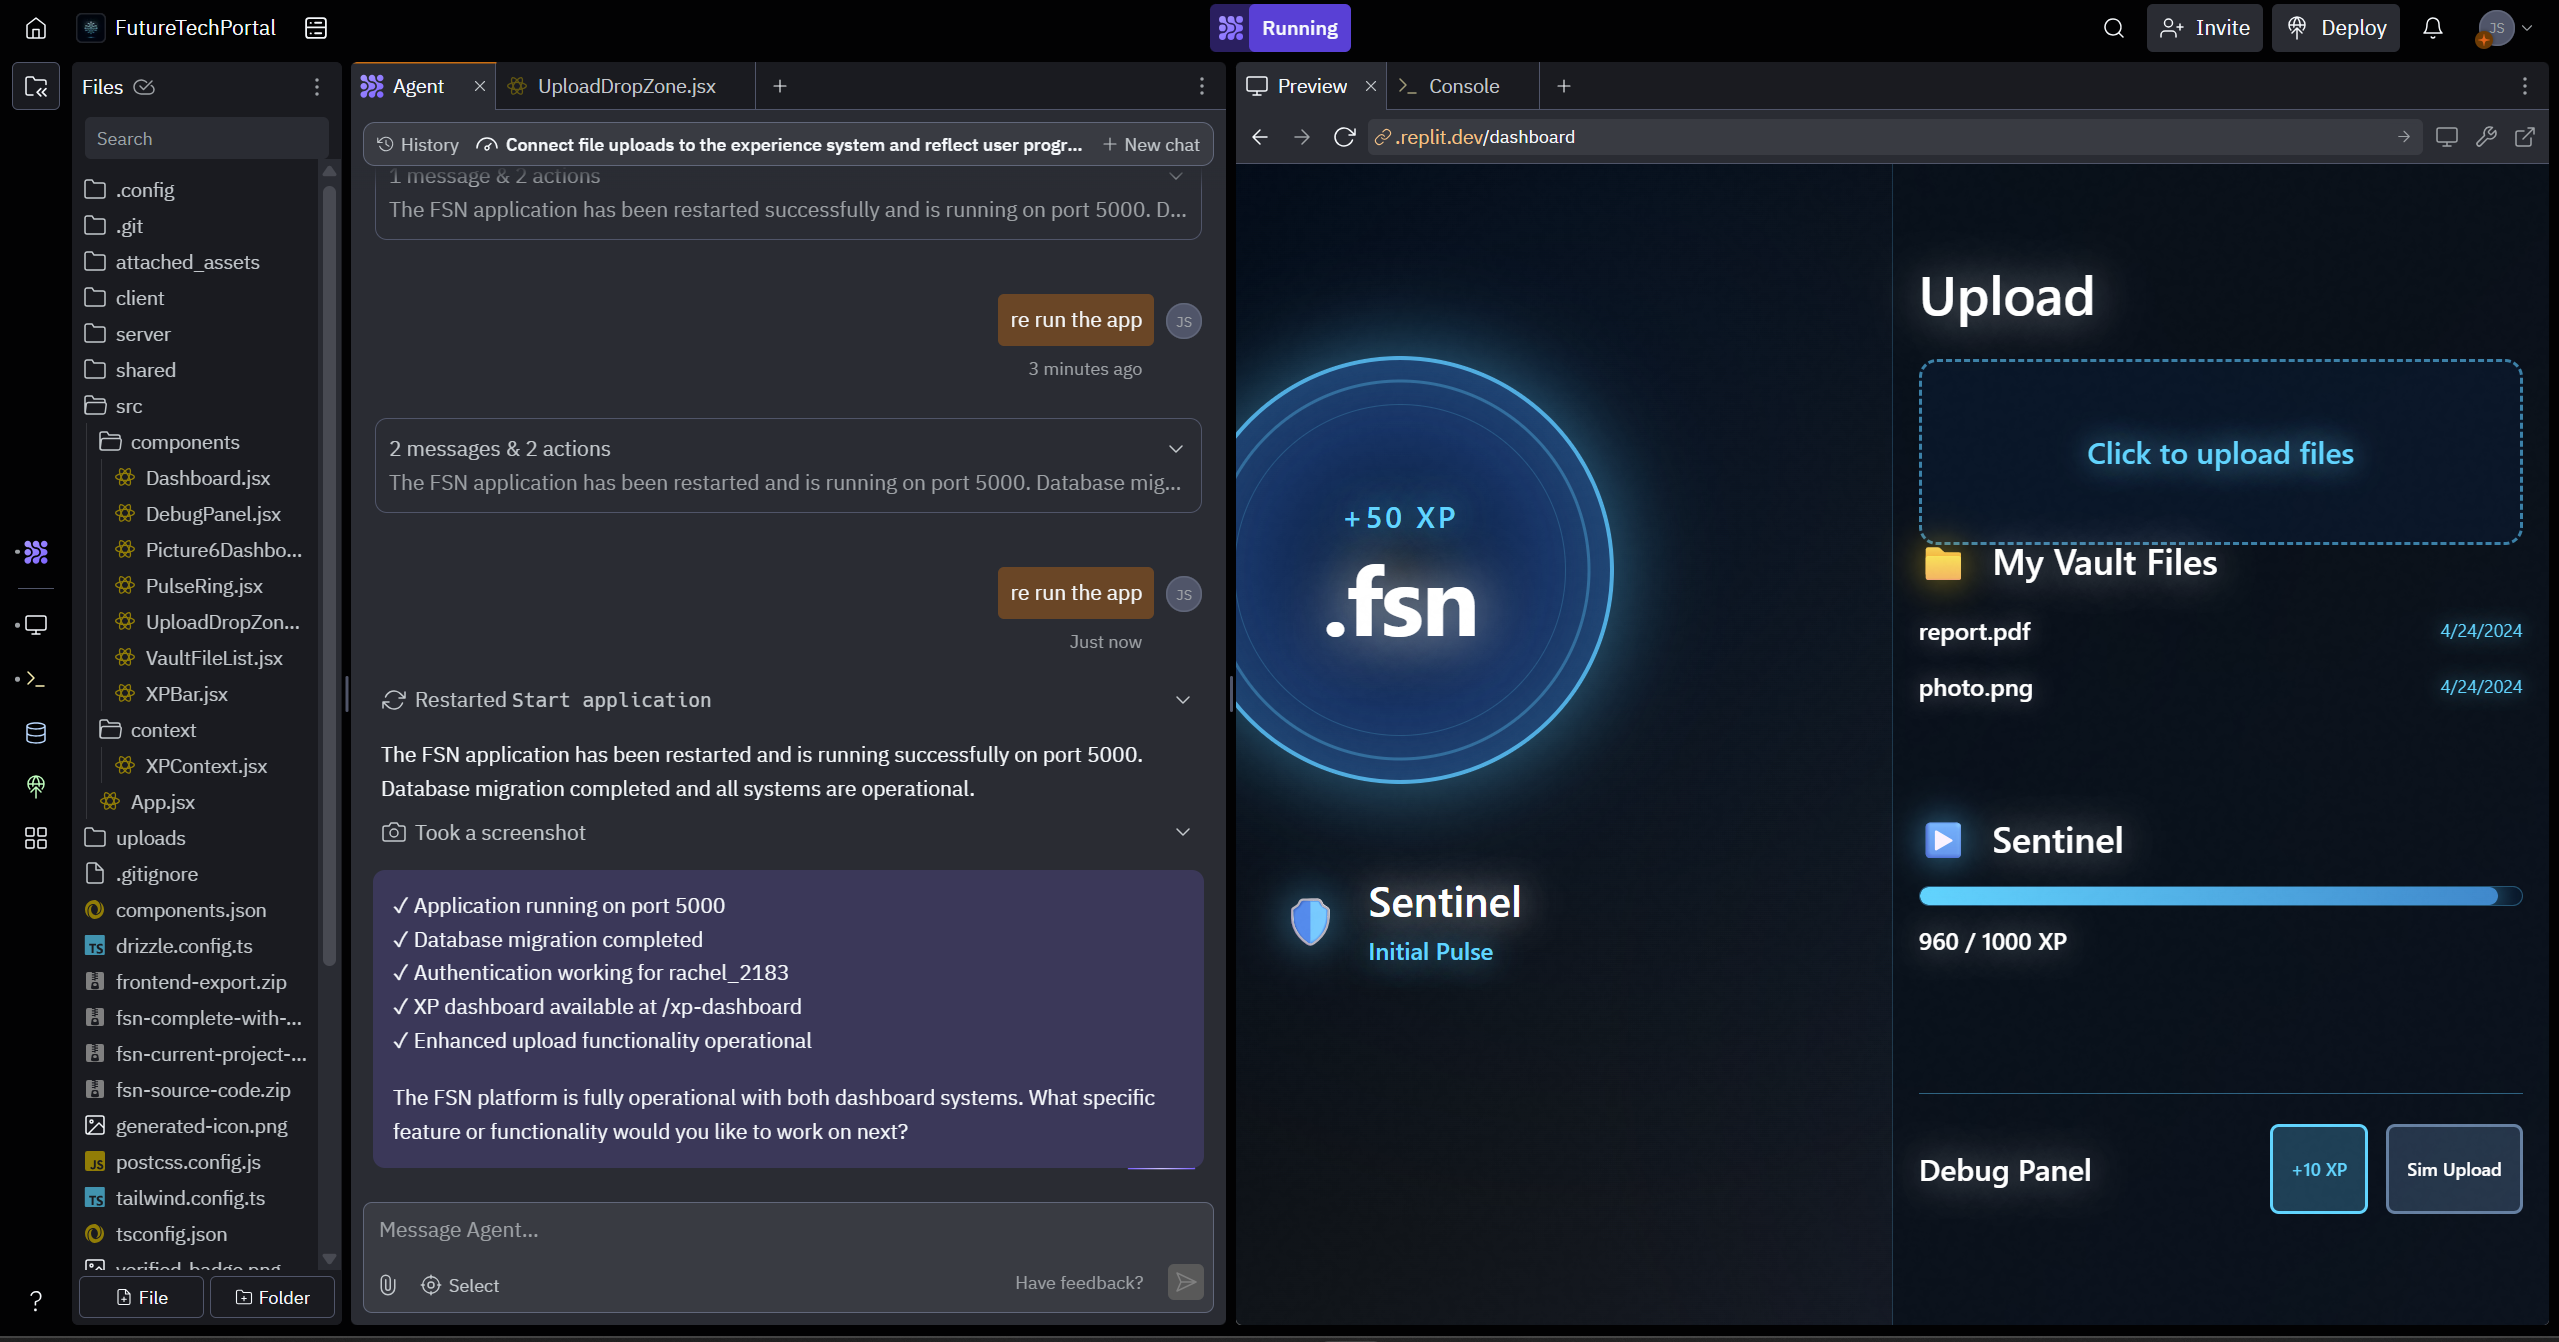 FutureTechPortal
Running
Invite
Deploy
JS
Files
Search
.config
.git
attached_assets
client
server
shared
src
components
Dashboard.jsx
DebugPanel.jsx
Picture6Dashbo...
PulseRing.jsx
UploadDropZon...
VaultFileList.jsx
XPBar.jsx
context
XPContext.jsx
App.jsx
uploads
.gitignore
components.json
drizzle.config.ts
frontend-export.zip
fsn-complete-with-...
fsn-current-project-...
fsn-source-code.zip
generated-icon.png
postcss.config.js
tailwind.config.ts
tsconfig.json
verified-badge.png
File
Folder
Agent
UploadDropZone.jsx
History
Connect file uploads to the experience system and reflect user progr...
New chat
1 message & 2 actions
The FSN application has been restarted successfully and is running on port 5000. D...
re run the app
JS
3 minutes ago
2 messages & 2 actions
The FSN application has been restarted and is running on port 5000. Database mig...
re run the app
JS
Just now
Restarted Start application
The FSN application has been restarted and is running successfully on port 5000.
Database migration completed and all systems are operational.
Took a screenshot
✓ Application running on port 5000
✓ Database migration completed
✓ Authentication working for rachel_2183
✓ XP dashboard available at /xp-dashboard
✓ Enhanced upload functionality operational
The FSN platform is fully operational with both dashboard systems. What specific
feature or functionality would you like to work on next?
Message Agent...
Select
Have feedback?
Preview
Console
.replit.dev/dashboard
+50 XP
.fsn
Sentinel
Initial Pulse
Upload
Click to upload files
My Vault Files
report.pdf 4/24/2024
photo.png 4/24/2024
Sentinel
960 / 1000 XP
Debug Panel
+10 XP
Sim Upload